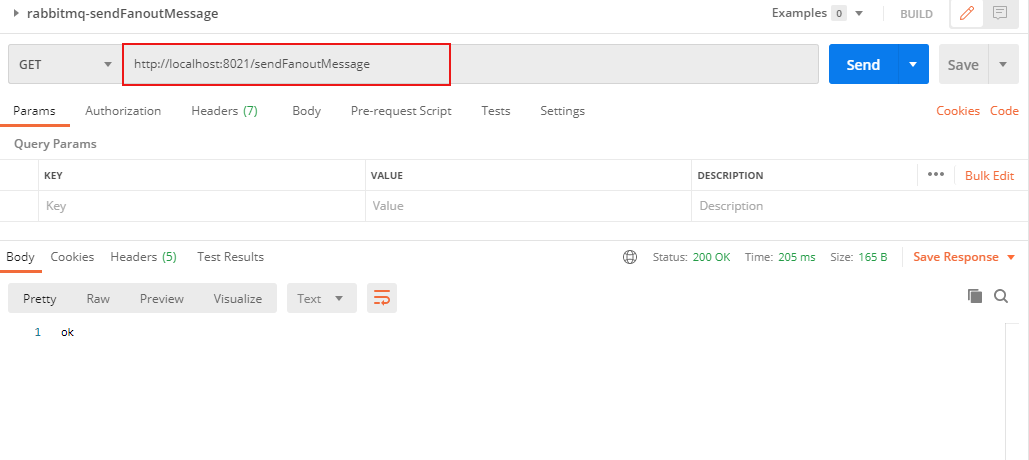 rabbitmq-sendFanoutMessage Examples 0 BUILD
GET http://localhost:8021/sendFanoutMessage Send Save
Params Authorization Headers (7) Body Pre-request Script Tests Settings Cookies Code
Query Params
KEY VALUE DESCRIPTION ••• Bulk Edit
Key Value Description
Body Cookies Headers (5) Test Results Status: 200 OK Time: 205 ms Size: 165 B Save Response
Pretty Raw Preview Visualize Text
1 ok